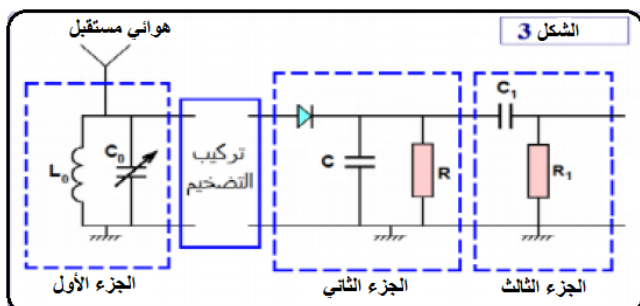 الشكل 3
هوائي مستقبل
C₁
L₀
C₀
تركيب
التضخيم
C
R
R₁
الجزء الأول
الجزء الثاني
الجزء الثالث